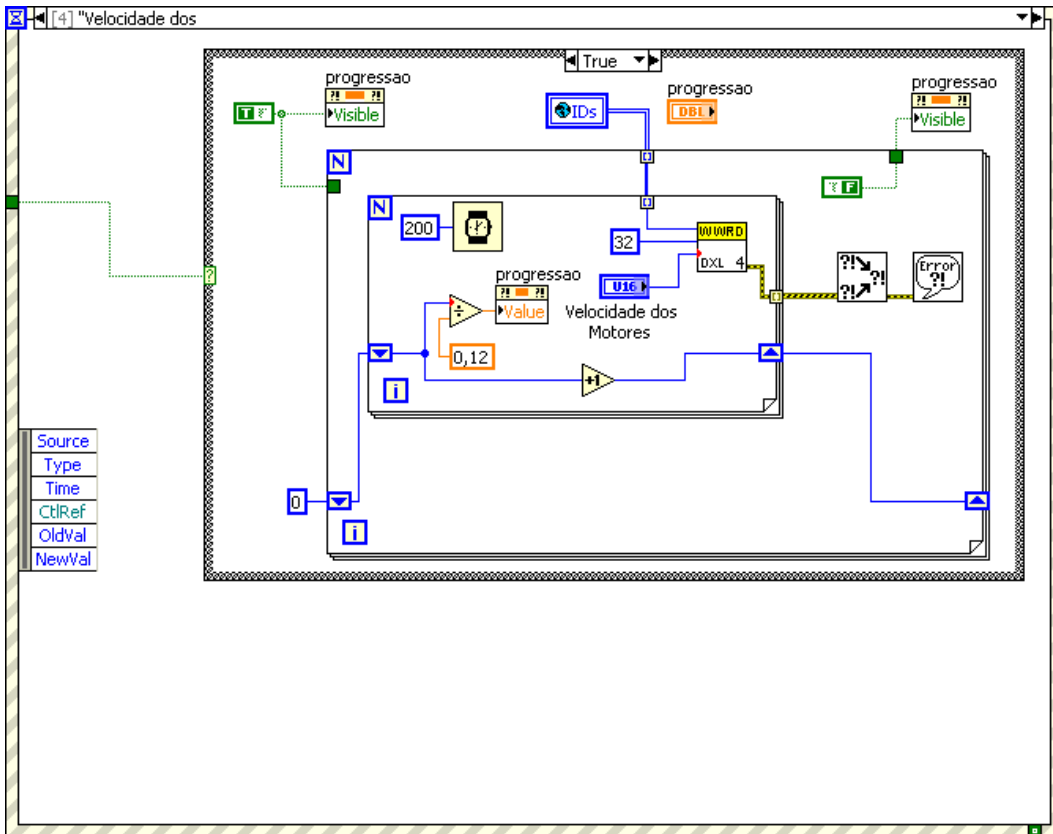 [4] "Velocidade dos
True
progressao
?! ?!
Visible
T
IDs
progressao
DBL
progressao
?! ?!
Visible
F
N
N
200
32
WWRD
DXL 4
U16
Velocidade dos
Motores
progressao
?! ?!
Value
÷
0,12
+1
i
?!
?!
?!
Error
?!
?
0
i
Source
Type
Time
CtlRef
OldVal
NewVal